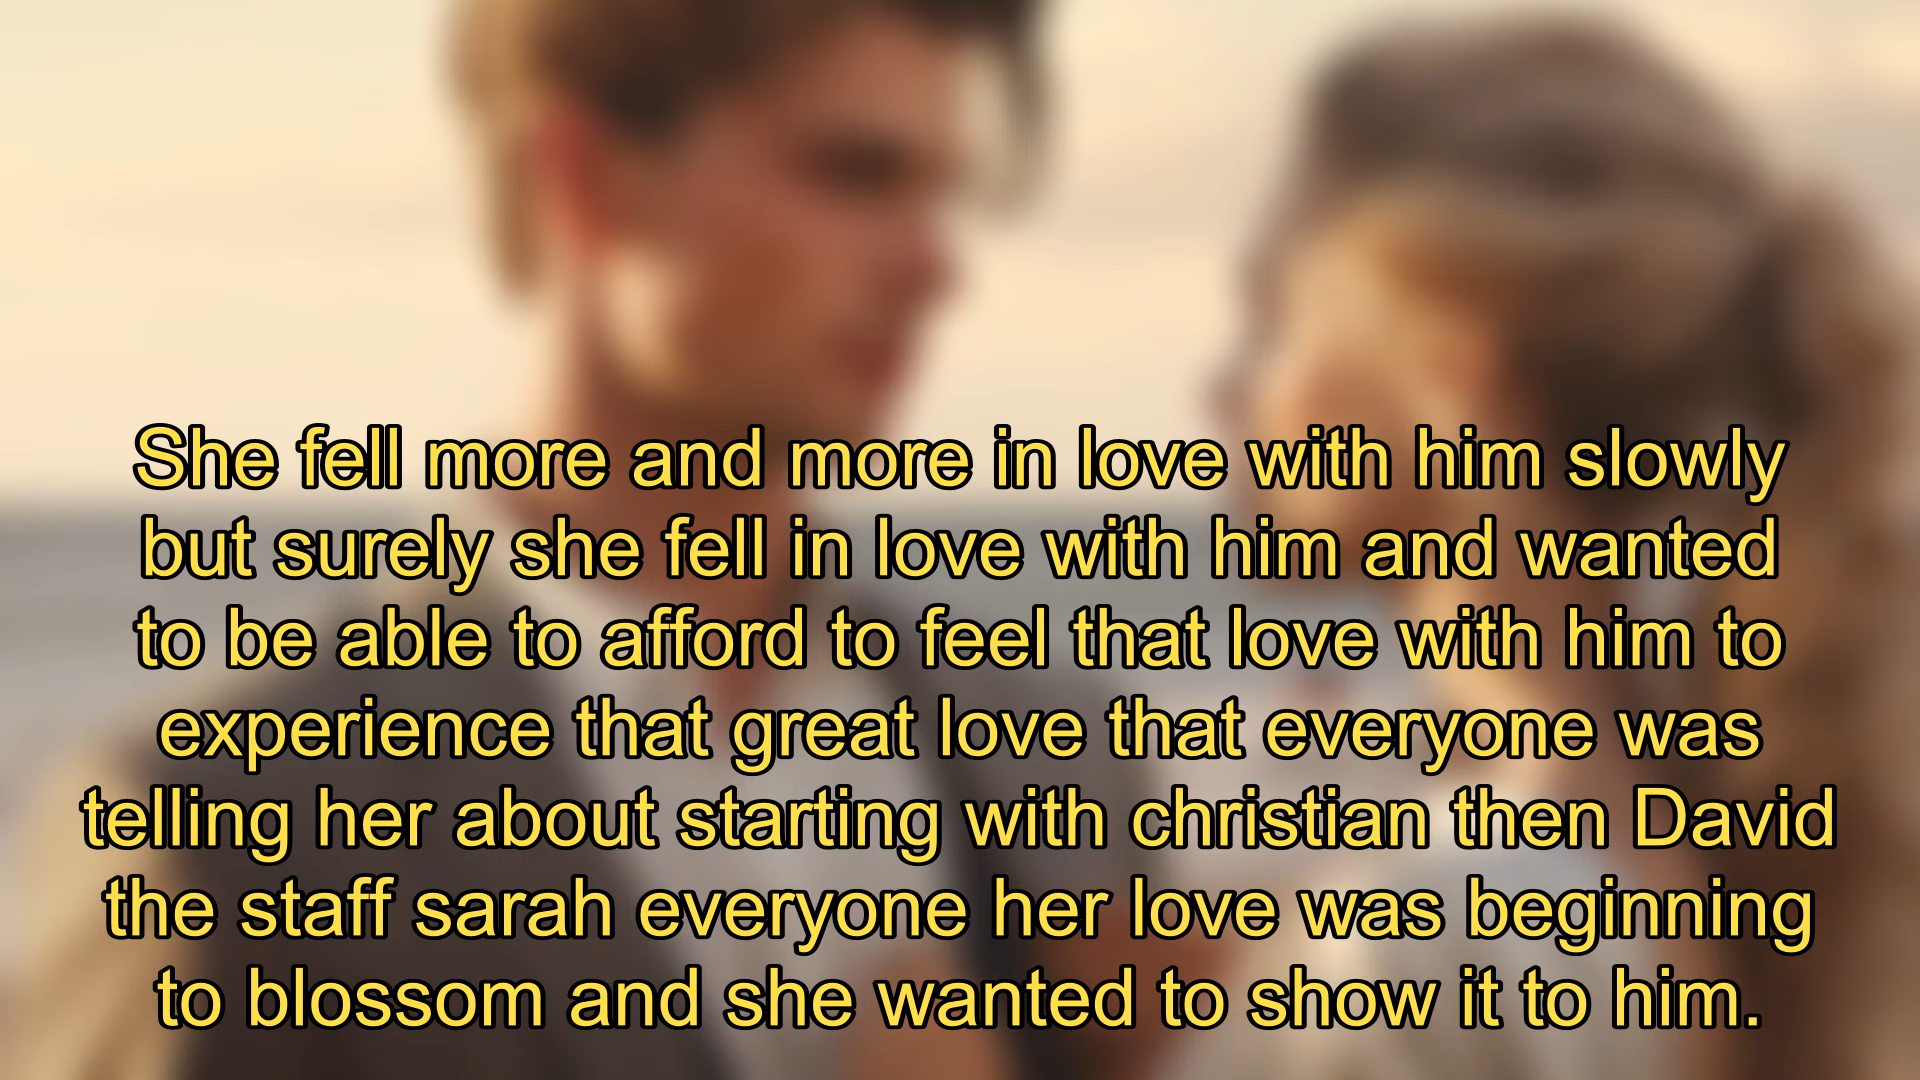 She fell more and more in love with him slowly
but surely she fell in love with him and wanted
to be able to afford to feel that love with him to
experience that great love that everyone was
telling her about starting with christian then David
the staff sarah everyone her love was beginning
to blossom and she wanted to show it to him.